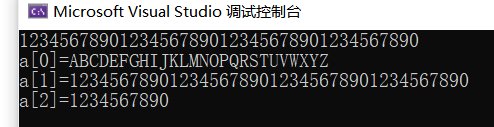 Microsoft Visual Studio 调试控制台
1234567890123456789012345678901234567890
a[0]=ABCDEFGHIJKLMNOPQRSTUVWXYZ
a[1]=1234567890123456789012345678901234567890
a[2]=1234567890